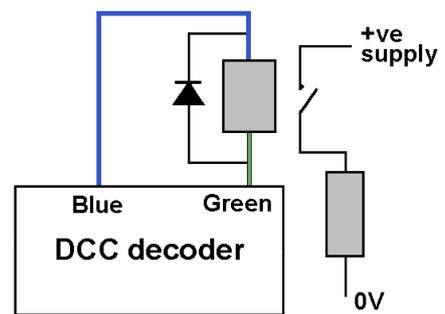 +ve
supply
Blue
Green
DCC decoder
0V